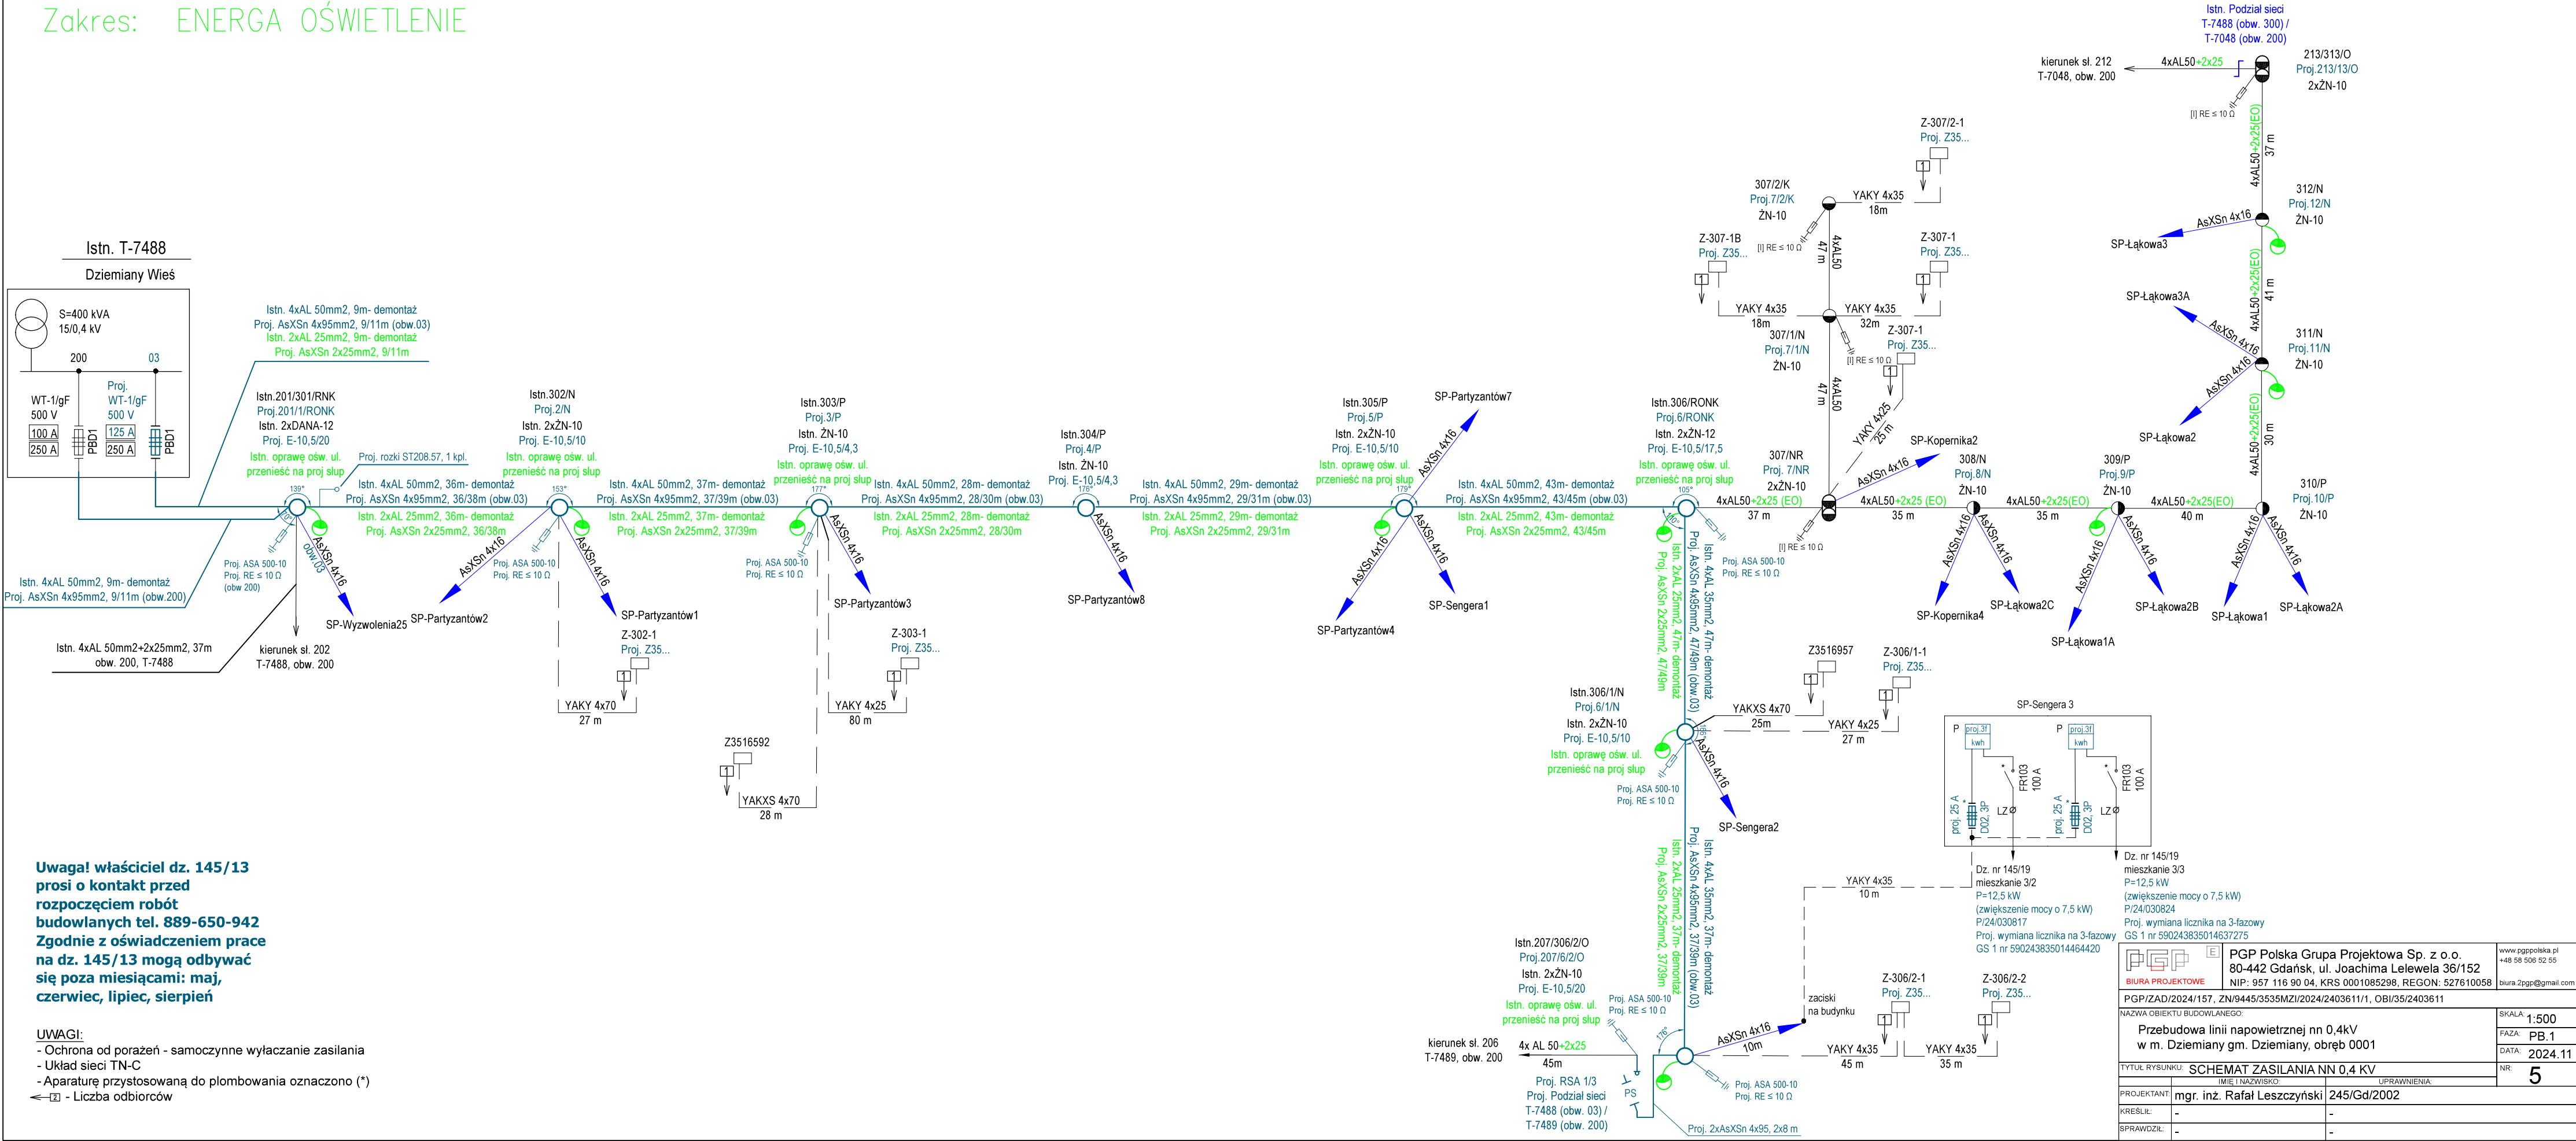 Zakres: ENERGA OŚWIETLENIE
Istn. T-7488
Dziemiany Wieś
S=400 kVA
15/0,4 kV
200
03
WT-1/gF
500 V
100 A
250 A
PBD1
Proj.
WT-1/gF
500 V
125 A
250 A
PBD1
Istn. 4xAL 50mm2, 9m- demontaż
Proj. AsXSn 4x95mm2, 9/11m (obw.03)
Istn. 2xAL 25mm2, 9m- demontaż
Proj. AsXSn 2x25mm2, 9/11m
Istn. 4xAL 50mm2, 9m- demontaż
Proj. AsXSn 4x95mm2, 9/11m (obw.200)
Istn. 4xAL 50mm2+2x25mm2, 37m
obw. 200, T-7488
Istn.201/301/RNK
Proj.201/1/RONK
Istn. 2xDANA-12
Proj. E-10,5/20
Istn. oprawę ośw. ul.
przenieść na proj słup
139°
Proj. rozki ST208.57, 1 kpl.
Proj. ASA 500-10
Proj. RE ≤ 10 Ω
(obw 200)
AsXSn 4x16
obw.03
SP-Wyzwolenia25
kierunek sł. 202
T-7488, obw. 200
Istn. 4xAL 50mm2, 36m- demontaż
Proj. AsXSn 4x95mm2, 36/38m (obw.03)
Istn. 2xAL 25mm2, 36m- demontaż
Proj. AsXSn 2x25mm2, 36/38m
Istn.302/N
Proj.2/N
Istn. 2xŻN-10
Proj. E-10,5/10
Istn. oprawę ośw. ul.
przenieść na proj słup
153°
AsXSn 4x16
Proj. ASA 500-10
Proj. RE ≤ 10 Ω
AsXSn 4x16
SP-Partyzantów2
SP-Partyzantów1
Z-302-1
Proj. Z35...
1
YAKY 4x70
27 m
Istn. 4xAL 50mm2, 37m- demontaż
Proj. AsXSn 4x95mm2, 37/39m (obw.03)
Istn. 2xAL 25mm2, 37m- demontaż
Proj. AsXSn 2x25mm2, 37/39m
Istn.303/P
Proj.3/P
Istn. ŻN-10
Proj. E-10,5/4,3
Istn. oprawę ośw. ul.
przenieść na proj słup
177°
Proj. ASA 500-10
Proj. RE ≤ 10 Ω
AsXSn 4x16
SP-Partyzantów3
Z-303-1
Proj. Z35...
1
YAKY 4x25
80 m
Z3516592
1
YAKXS 4x70
28 m
Istn. 4xAL 50mm2, 28m- demontaż
Proj. AsXSn 4x95mm2, 28/30m (obw.03)
Istn. 2xAL 25mm2, 28m- demontaż
Proj. AsXSn 2x25mm2, 28/30m
Istn.304/P
Proj.4/P
Istn. ŻN-10
Proj. E-10,5/4,3
176°
AsXSn 4x16
SP-Partyzantów8
Istn. 4xAL 50mm2, 29m- demontaż
Proj. AsXSn 4x95mm2, 29/31m (obw.03)
Istn. 2xAL 25mm2, 29m- demontaż
Proj. AsXSn 2x25mm2, 29/31m
Istn.305/P
Proj.5/P
Istn. 2xŻN-10
Proj. E-10,5/10
Istn. oprawę ośw. ul.
przenieść na proj słup
179°
AsXSn 4x16
SP-Partyzantów7
AsXSn 4x16
AsXSn 4x16
SP-Partyzantów4
SP-Sengera1
Istn. 4xAL 50mm2, 43m- demontaż
Proj. AsXSn 4x95mm2, 43/45m (obw.03)
Istn. 2xAL 25mm2, 43m- demontaż
Proj. AsXSn 2x25mm2, 43/45m
Istn.306/RONK
Proj.6/RONK
Istn. 2xŻN-12
Proj. E-10,5/17,5
Istn. oprawę ośw. ul.
przenieść na proj słup
105°
Proj. ASA 500-10
Proj. RE ≤ 10 Ω
Istn. 4xAL 35mm2, 47m- demontaż
Proj. AsXSn 4x95mm2, 47/49m (obw.03)
Istn. 2xAL 25mm2, 47m- demontaż
Proj. AsXSn 2x25mm2, 47/49m
4xAL50+2x25 (EO)
37 m
307/NR
Proj. 7/NR
2xŻN-10
[I] RE ≤ 10 Ω
4xAL50
47 m
YAKY 4x25
25 m
Z-307-1
Proj. Z35...
1
307/1/N
Proj.7/1/N
ŻN-10
[I] RE ≤ 10 Ω
YAKY 4x35
18m
Z-307-1B
Proj. Z35...
1
YAKY 4x35
32m
Z-307-1
Proj. Z35...
1
4xAL50
47 m
307/2/K
Proj.7/2/K
ŻN-10
[I] RE ≤ 10 Ω
YAKY 4x35
18m
Z-307/2-1
Proj. Z35...
1
AsXSn 4x16
SP-Kopernika2
4xAL50+2x25 (EO)
35 m
308/N
Proj.8/N
ŻN-10
AsXSn 4x16
AsXSn 4x16
SP-Kopernika4
SP-Łąkowa2C
4xAL50+2x25(EO)
35 m
309/P
Proj.9/P
ŻN-10
AsXSn 4x16
AsXSn 4x16
SP-Łąkowa1A
SP-Łąkowa2B
4xAL50+2x25(EO)
40 m
310/P
Proj.10/P
ŻN-10
AsXSn 4x16
AsXSn 4x16
SP-Łąkowa1
SP-Łąkowa2A
4xAL50+2x25(EO)
30 m
311/N
Proj.11/N
ŻN-10
AsXSn 4x16
AsXSn 4x16
SP-Łąkowa3A
SP-Łąkowa2
4xAL50+2x25(EO)
41 m
312/N
Proj.12/N
ŻN-10
AsXSn 4x16
SP-Łąkowa3
4xAL50+2x25(EO)
37 m
213/313/O
Proj.213/13/O
2xŻN-10
[I] RE ≤ 10 Ω
Istn. Podział sieci
T-7488 (obw. 300) /
T-7048 (obw. 200)
4xAL50+2x25
kierunek sł. 212
T-7048, obw. 200
Istn.306/1/N
Proj.6/1/N
Istn. 2xŻN-10
Proj. E-10,5/10
Istn. oprawę ośw. ul.
przenieść na proj słup
Proj. ASA 500-10
Proj. RE ≤ 10 Ω
AsXSn 4x16
SP-Sengera2
YAKXS 4x70
25m
Z3516957
1
YAKY 4x25
27 m
Z-306/1-1
Proj. Z35...
1
Istn. 4xAL 35mm2, 37m- demontaż
Proj. AsXSn 4x95mm2, 37/39m (obw.03)
Istn. 2xAL 25mm2, 37m- demontaż
Proj. AsXSn 2x25mm2, 37/39m
Istn.207/306/2/O
Proj.207/6/2/O
Istn. 2xŻN-10
Proj. E-10,5/20
Istn. oprawę ośw. ul.
przenieść na proj słup
Proj. ASA 500-10
Proj. RE ≤ 10 Ω
176°
kierunek sł. 206
T-7489, obw. 200
4x AL 50+2x25
45m
Proj. RSA 1/3
Proj. Podział sieci
T-7488 (obw. 03) /
T-7489 (obw. 200)
PS
Proj. 2xAsXSn 4x95, 2x8 m
Proj. ASA 500-10
Proj. RE ≤ 10 Ω
AsXSn 4x16
10m
zaciski
na budynku
YAKY 4x35
10 m
YAKY 4x35
45 m
Z-306/2-1
Proj. Z35...
1
YAKY 4x35
35 m
Z-306/2-2
Proj. Z35...
1
SP-Sengera 3
P
proj.3f
kwh
FR103
100 A
proj. 25 A
D02, 3P
LZ
P
proj.3f
kwh
FR103
100 A
proj. 25 A
D02, 3P
LZ
Dz. nr 145/19
mieszkanie 3/2
P=12,5 kW
(zwiększenie mocy o 7,5 kW)
P/24/030817
Proj. wymiana licznika na 3-fazowy
GS 1 nr 590243835014464420
Dz. nr 145/19
mieszkanie 3/3
P=12,5 kW
(zwiększenie mocy o 7,5 kW)
P/24/030824
Proj. wymiana licznika na 3-fazowy
GS 1 nr 590243835014637275
Uwaga! właściciel dz. 145/13
prosi o kontakt przed
rozpoczęciem robót
budowlanych tel. 889-650-942
Zgodnie z oświadczeniem prace
na dz. 145/13 mogą odbywać
się poza miesiącami: maj,
czerwiec, lipiec, sierpień
UWAGI:
- Ochrona od porażeń - samoczynne wyłączanie zasilania
- Układ sieci TN-C
- Aparaturę przystosowaną do plombowania oznaczono (*)
2 - Liczba odbiorców
PGP E
BIURA PROJEKTOWE
PGP Polska Grupa Projektowa Sp. z o.o.
80-442 Gdańsk, ul. Joachima Lelewela 36/152
NIP: 957 116 90 04, KRS 0001085298, REGON: 527610058
www.pgppolska.pl
+48 58 506 52 55
biura.2pgp@gmail.com
PGP/ZAD/2024/157, ZN/9445/3535MZI/2024/2403611/1, OBI/35/2403611
NAZWA OBIEKTU BUDOWLANEGO:
Przebudowa linii napowietrznej nn 0,4kV
w m. Dziemiany gm. Dziemiany, obręb 0001
SKALA: 1:500
FAZA: PB.1
DATA: 2024.11
TYTUŁ RYSUNKU: SCHEMAT ZASILANIA NN 0,4 KV
NR: 5
IMIĘ I NAZWISKO: UPRAWNIENIA:
PROJEKTANT: mgr. inż. Rafał Leszczyński 245/Gd/2002
KREŚLIŁ: - -
SPRAWDZIŁ: - -